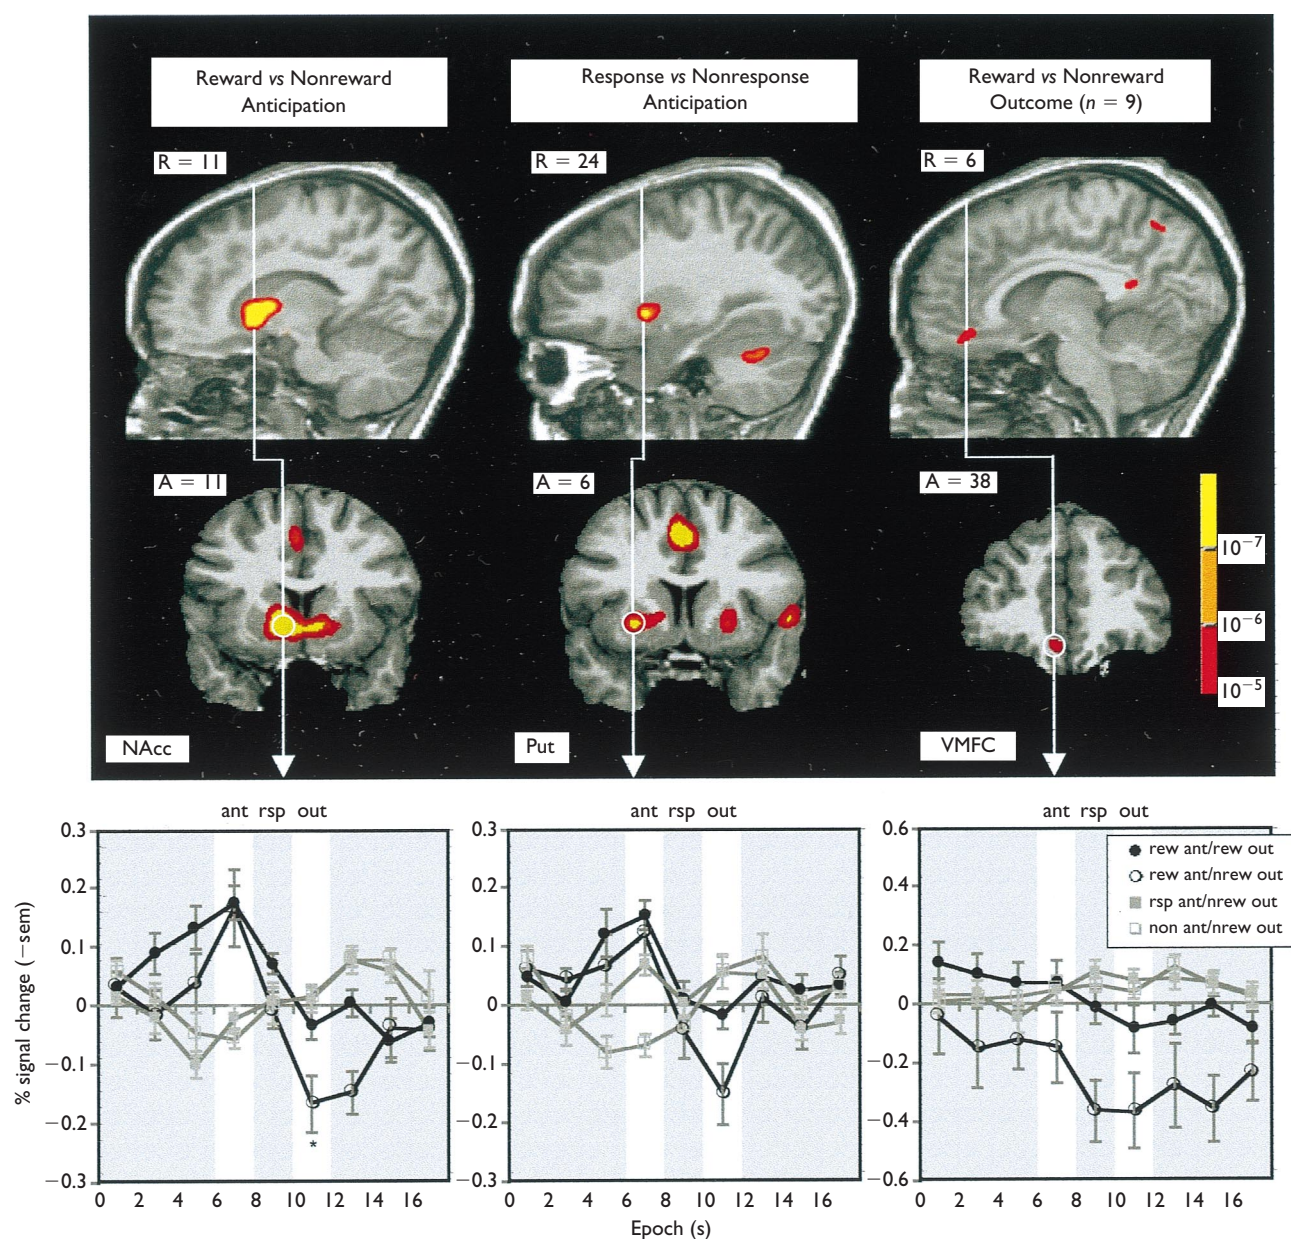 Reward vs Nonreward
Anticipation
Response vs Nonresponse
Anticipation
Reward vs Nonreward
Outcome (n = 9)
R = 11
R = 24
R = 6
A = 11
A = 6
A = 38
10−7
10−6
10−5
NAcc
Put
VMFC
ant rsp out
ant rsp out
ant rsp out
% signal change (−sem)
0.3
0.2
0.1
0
−0.1
−0.2
−0.3
*
0 2 4 6 8 10 12 14 16
0.3
0.2
0.1
0
−0.1
−0.2
−0.3
0 2 4 6 8 10 12 14 16
0.6
0.4
0.2
0
−0.2
−0.4
−0.6
0 2 4 6 8 10 12 14 16
rew ant/rew out
rew ant/nrew out
rsp ant/nrew out
non ant/nrew out
Epoch (s)